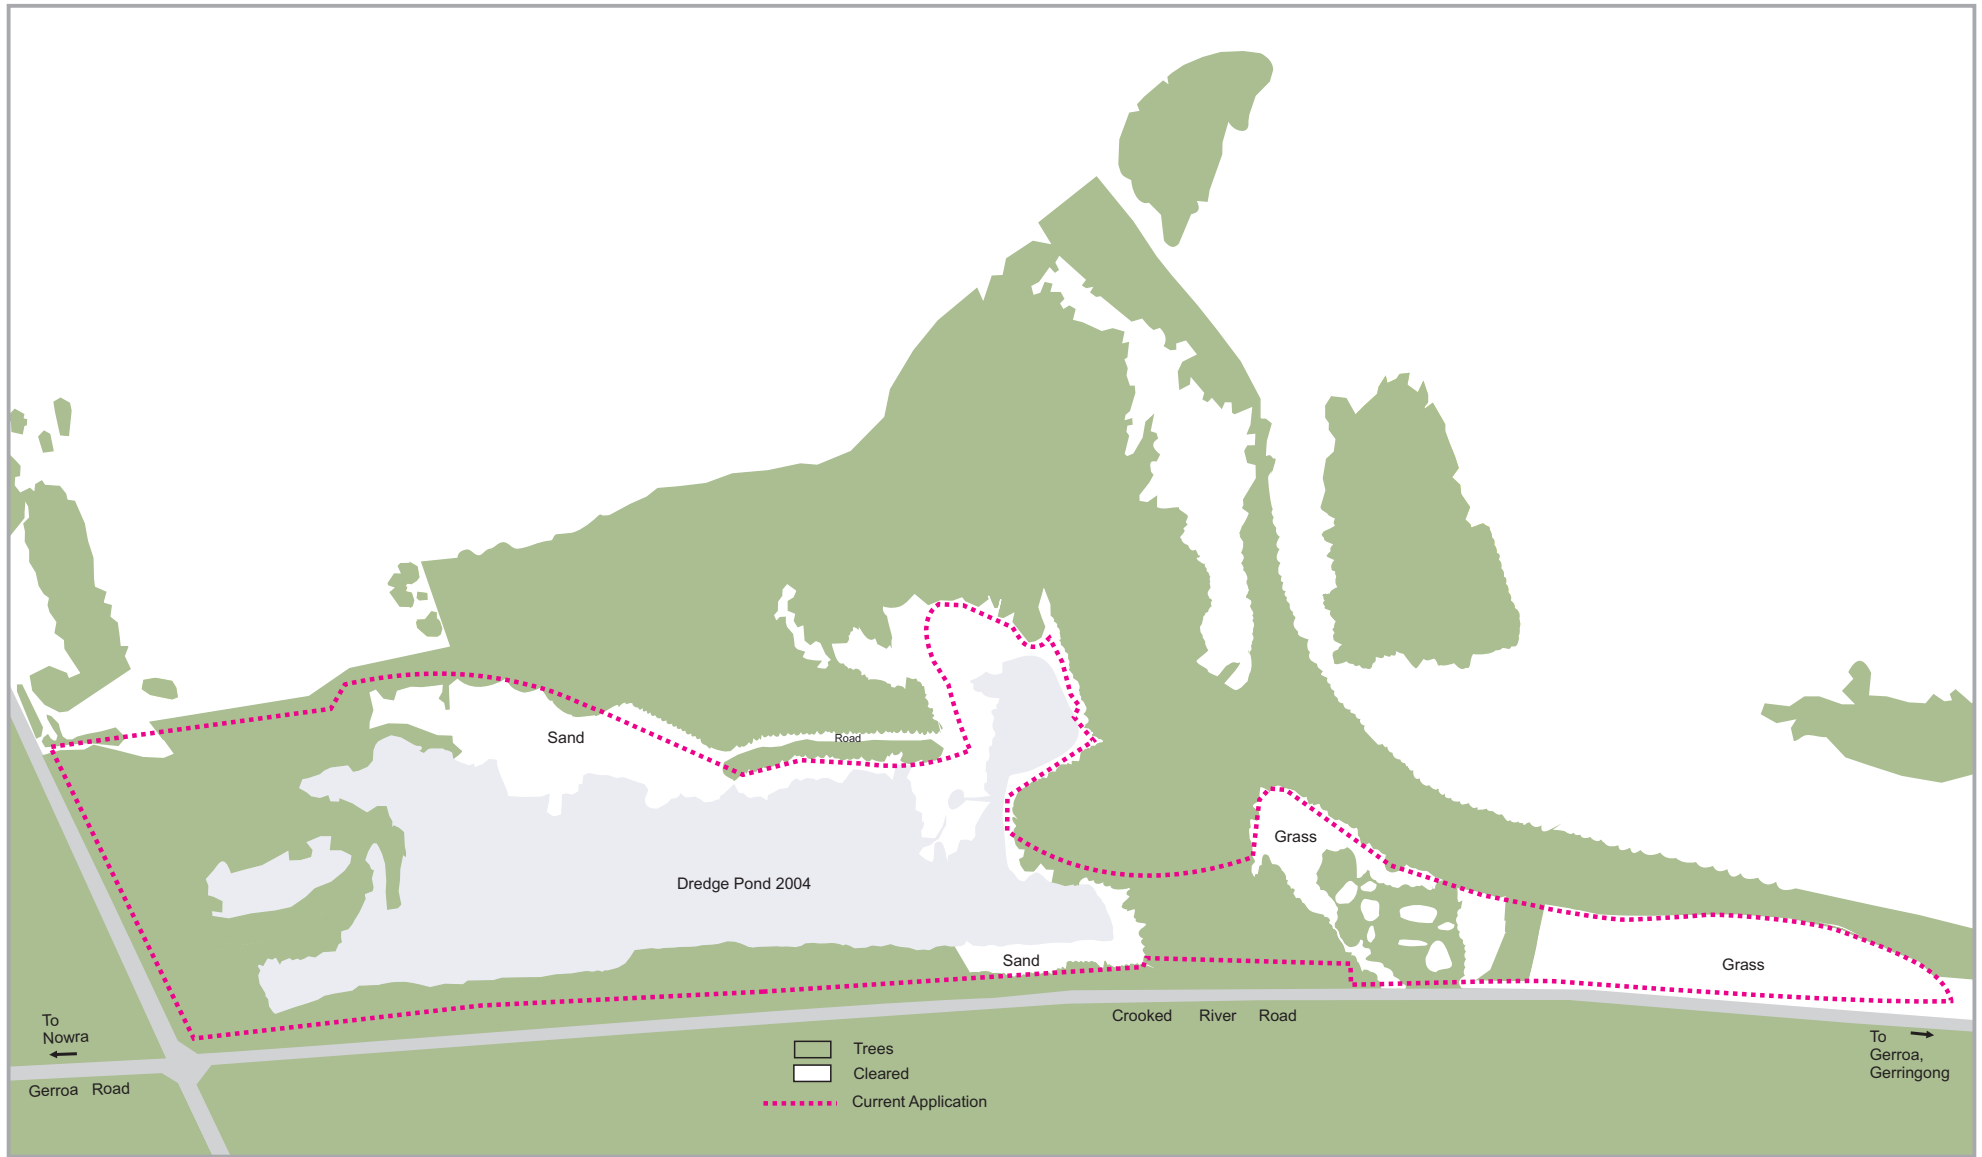 Sand
Road
Grass
Dredge Pond 2004
Sand
Grass
Crooked River Road
To
Nowra
Gerroa Road
To
Gerroa,
Gerringong
Trees
Cleared
Current Application